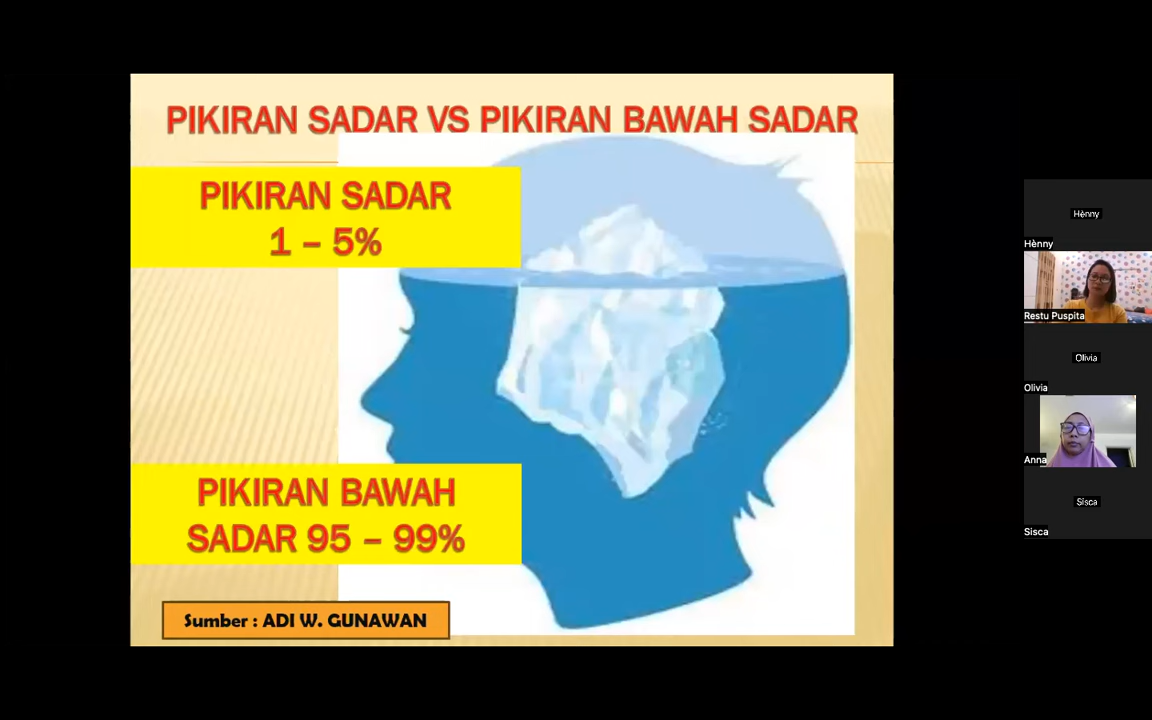 PIKIRAN SADAR VS PIKIRAN BAWAH SADAR
PIKIRAN SADAR
1 – 5%
PIKIRAN BAWAH
SADAR 95 – 99%
Sumber : ADI W. GUNAWAN
Hènny
Hènny
Restu Puspita
Olivia
Olivia
Anna
Sisca
Sisca